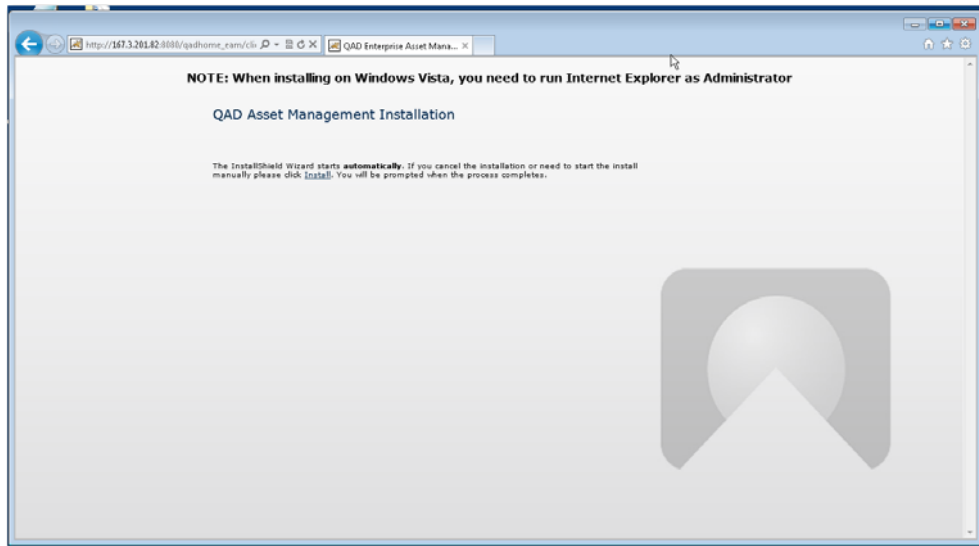 http://167.3.201.82:8080/qadhome_eam/cli
QAD Enterprise Asset Mana...
NOTE: When installing on Windows Vista, you need to run Internet Explorer as Administrator
QAD Asset Management Installation
The InstallShield Wizard starts automatically. If you cancel the installation or need to start the install
manually please click Install. You will be prompted when the process completes.